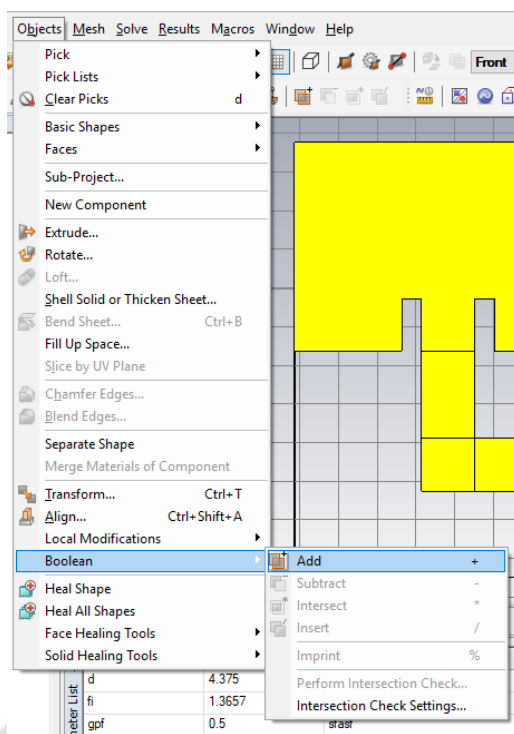 Objects Mesh Solve Results Macros Window Help
Pick
Front
Pick Lists
Clear Picks d
Basic Shapes
Faces
Sub-Project...
New Component
Extrude...
Rotate...
Loft...
Shell Solid or Thicken Sheet...
Bend Sheet... Ctrl+B
Fill Up Space...
Slice by UV Plane
Chamfer Edges...
Blend Edges...
Separate Shape
Merge Materials of Component
Transform... Ctrl+T
Align... Ctrl+Shift+A
Local Modifications
Boolean
Add +
Subtract -
Intersect *
Insert /
Imprint %
Perform Intersection Check...
Intersection Check Settings...
Heal Shape
Heal All Shapes
Face Healing Tools
Solid Healing Tools
d 4.375
fi 1.3657
gpf 0.5 sfasf
meter List